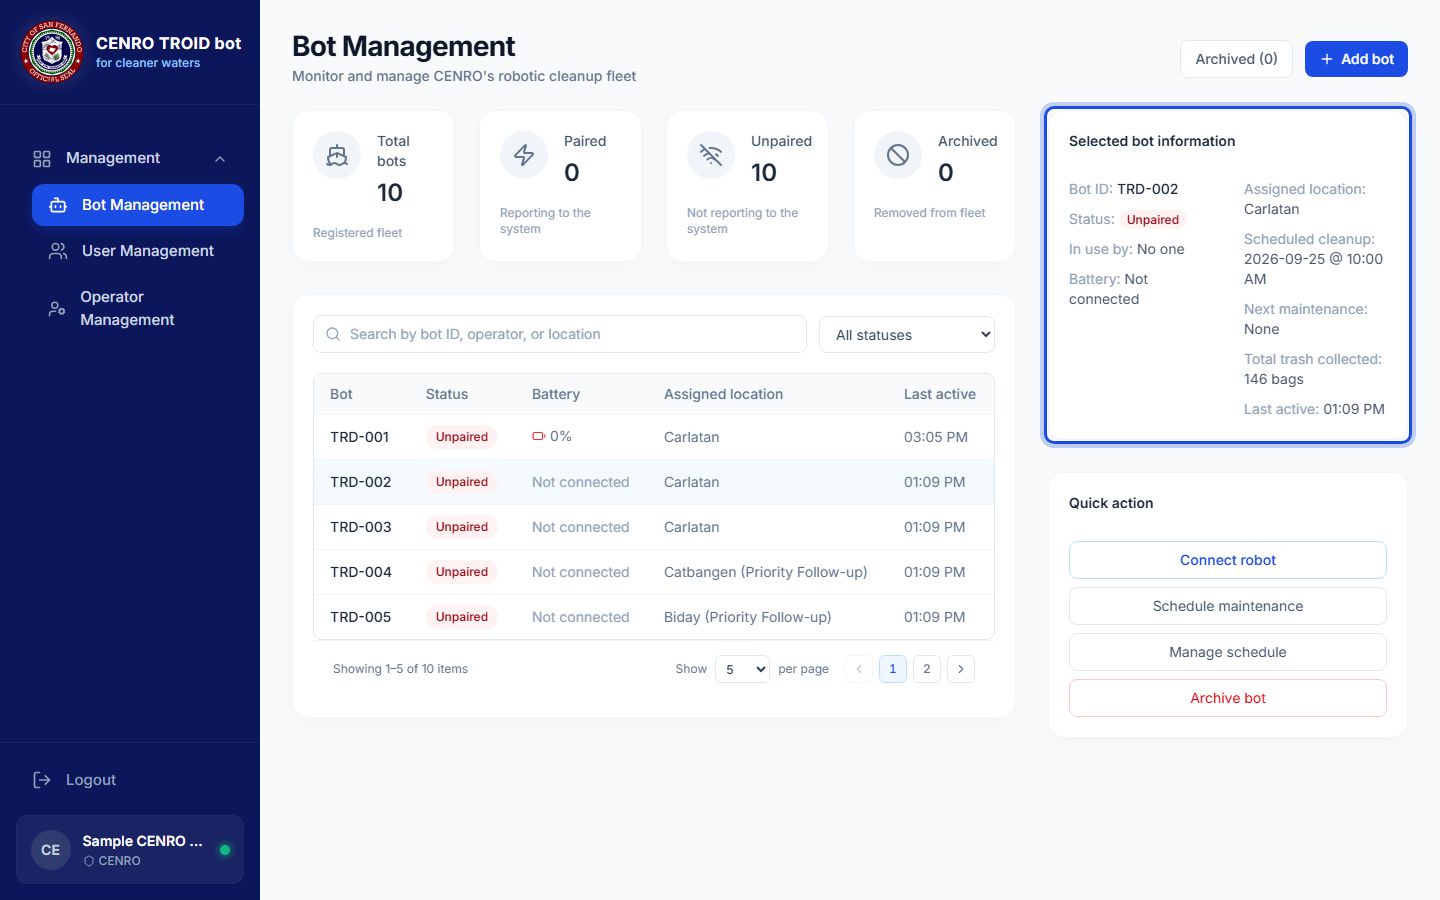 CITY OF SAN FERNANDO
OFFICIAL SEAL
CENRO TROID bot
for cleaner waters
Management
Bot Management
User Management
Operator
Management
Logout
CE
Sample CENRO ...
CENRO
Bot Management
Monitor and manage CENRO's robotic cleanup fleet
Archived (0)
+ Add bot
Total
bots
10
Registered fleet
Paired
0
Reporting to the
system
Unpaired
10
Not reporting to the
system
Archived
0
Removed from fleet
Search by bot ID, operator, or location
All statuses
Bot Status Battery Assigned location Last active
TRD-001 Unpaired 0% Carlatan 03:05 PM
TRD-002 Unpaired Not connected Carlatan 01:09 PM
TRD-003 Unpaired Not connected Carlatan 01:09 PM
TRD-004 Unpaired Not connected Catbangen (Priority Follow-up) 01:09 PM
TRD-005 Unpaired Not connected Biday (Priority Follow-up) 01:09 PM
Showing 1–5 of 10 items
Show 5 per page
1 2
Selected bot information
Bot ID: TRD-002
Status: Unpaired
In use by: No one
Battery: Not
connected
Assigned location:
Carlatan
Scheduled cleanup:
2026-09-25 @ 10:00
AM
Next maintenance:
None
Total trash collected:
146 bags
Last active: 01:09 PM
Quick action
Connect robot
Schedule maintenance
Manage schedule
Archive bot